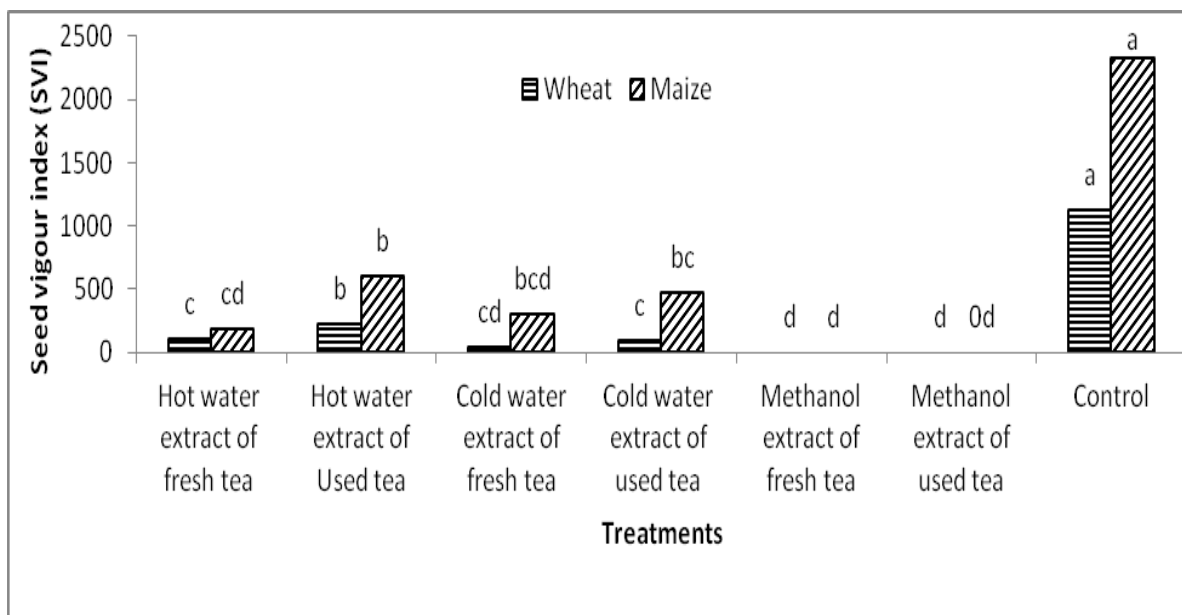 Seed vigour index (SVI)
2500
2000
1500
1000
500
0
Wheat Maize
c cd
b b
cd bcd
c bc
d d
d 0d
a a
Hot water
extract of
fresh tea
Hot water
extract of
Used tea
Cold water
extract of
fresh tea
Cold water
extract of
used tea
Methanol
extract of
fresh tea
Methanol
extract of
used tea
Control
Treatments